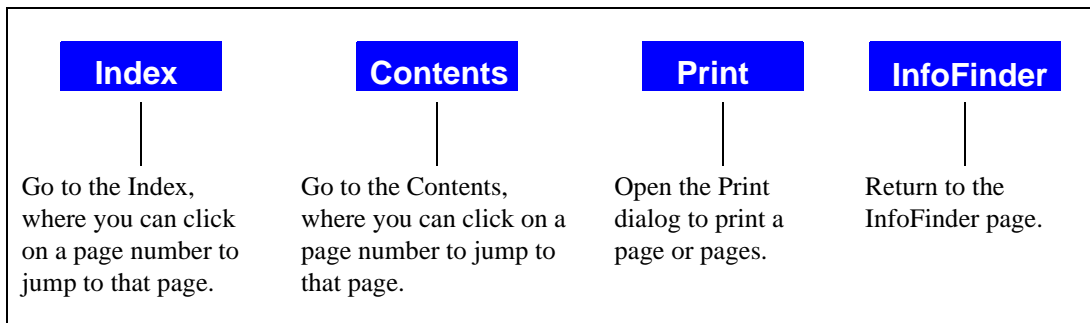 Index
Contents
Print
InfoFinder
Go to the Index,
where you can click
on a page number to
jump to that page.
Go to the Contents,
where you can click on a
page number to jump to
that page.
Open the Print
dialog to print a
page or pages.
Return to the
InfoFinder page.